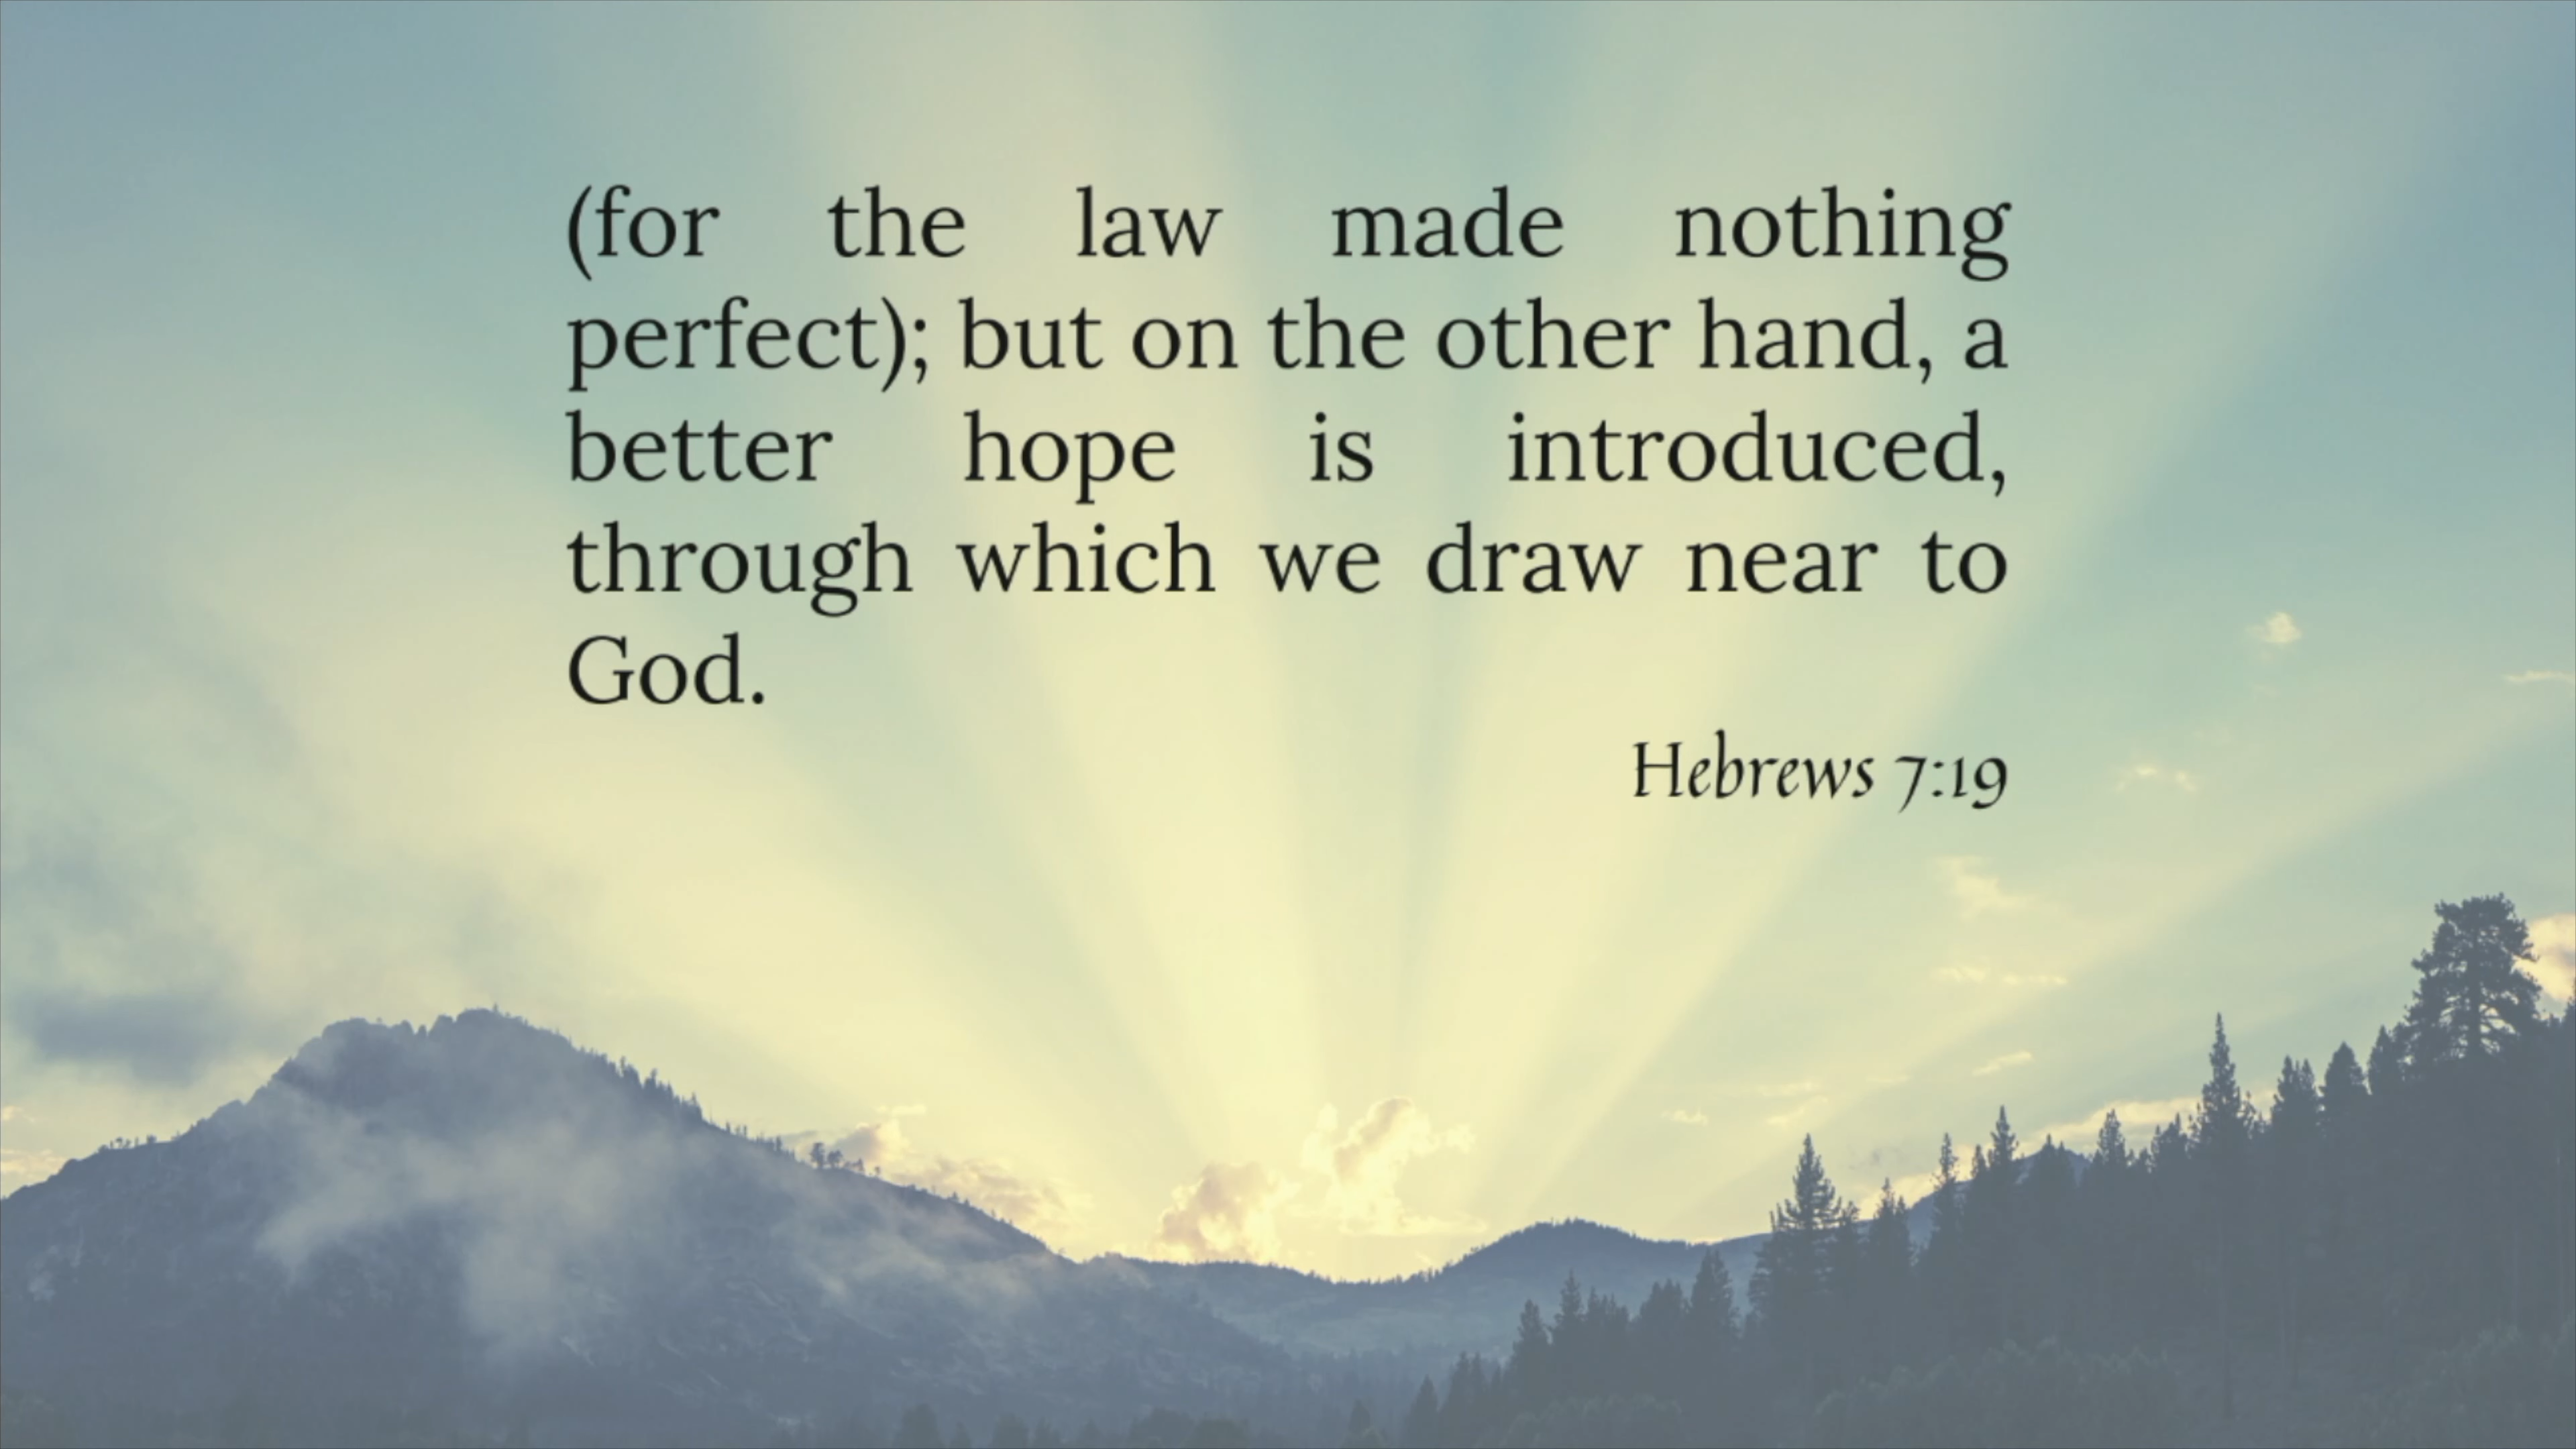 (for the law made nothing
perfect); but on the other hand, a
better hope is introduced,
through which we draw near to
God.
Hebrews 7:19